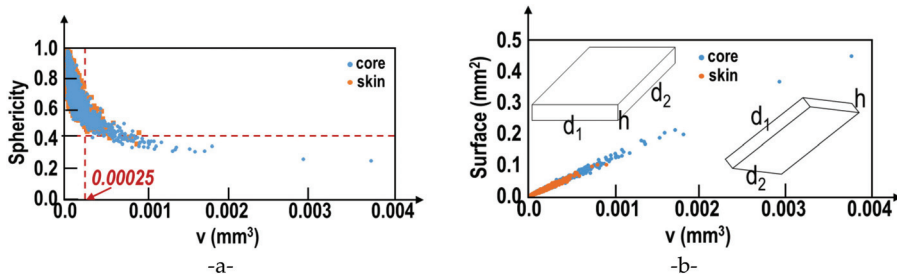 Sphericity
1.0
0.8
0.6
0.4
0.2
0.0
core
skin
0.00025
0.0 0.001 0.002 0.003 0.004
v (mm³)
-a-
Surface (mm²)
0.5
0.4
0.3
0.2
0.1
0.0
core
skin
d₁ h d₂
d₁ h d₂
0.0 0.001 0.002 0.003 0.004
v (mm³)
-b-